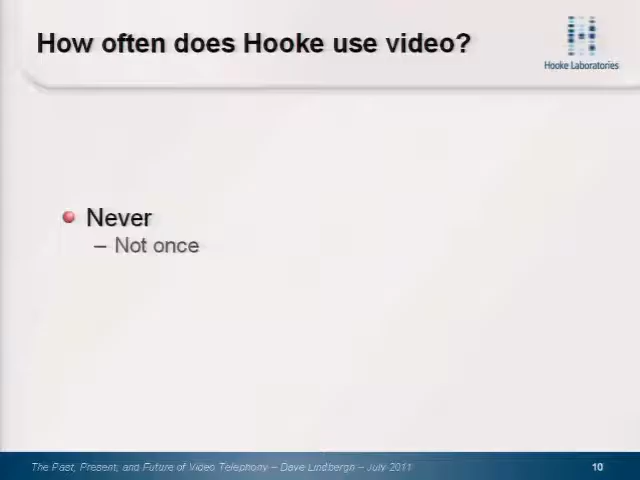 How often does Hooke use video?
Hooke Laboratories
Never
– Not once
The Past, Present, and Future of Video Telephony – Dave Lindbergh – July 2011
10